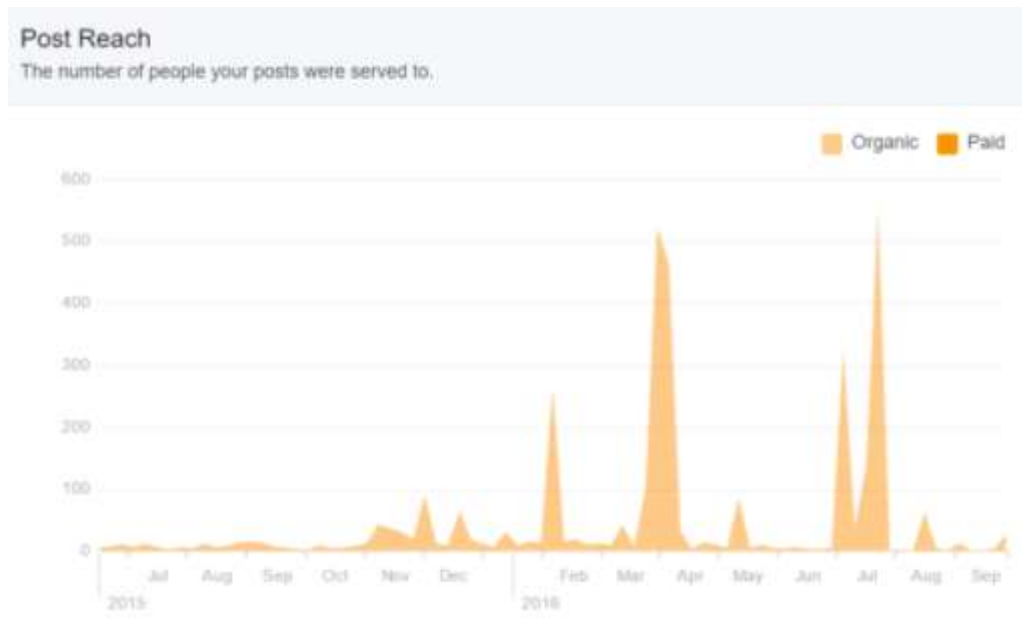 Post Reach
The number of people your posts were served to.
Organic Paid
600
500
400
300
200
100
0
Jul Aug Sep Oct Nov Dec Feb Mar Apr May Jun Jul Aug Sep
2015 2016